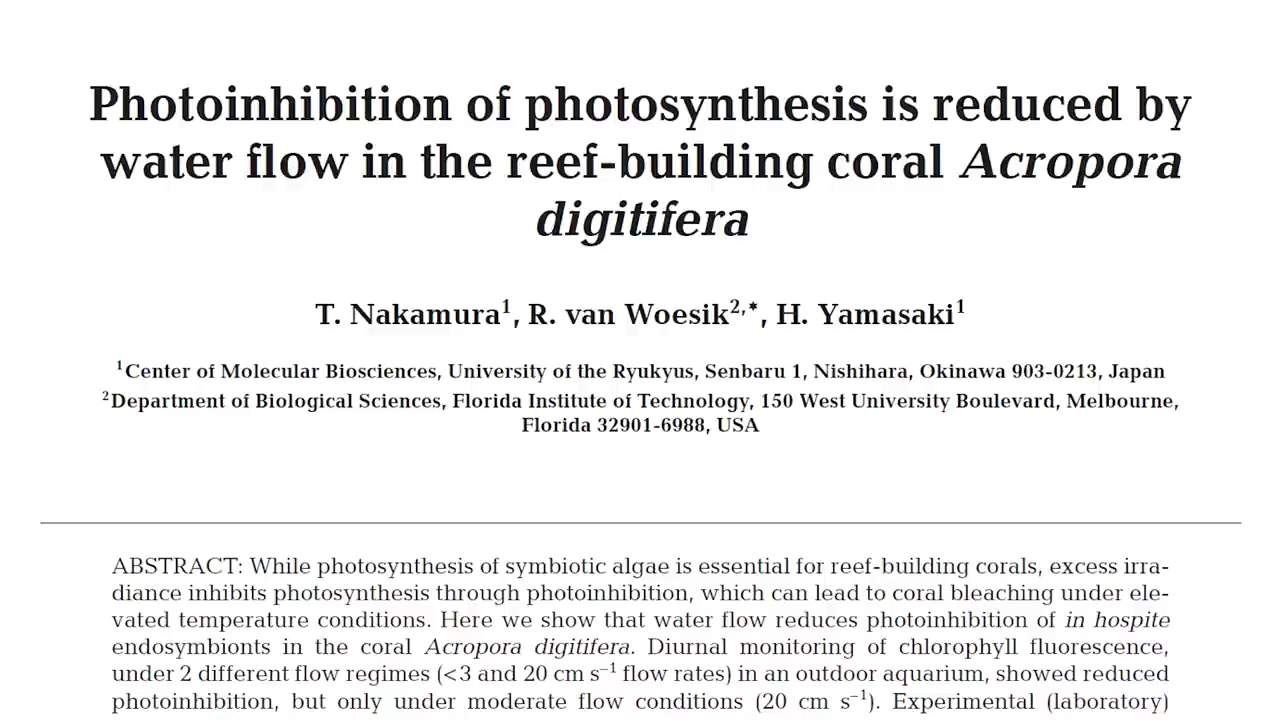 Photoinhibition of photosynthesis is reduced by
water flow in the reef-building coral Acropora
digitifera
T. Nakamura¹, R. van Woesik²,*, H. Yamasaki¹
¹Center of Molecular Biosciences, University of the Ryukyus, Senbaru 1, Nishihara, Okinawa 903-0213, Japan
²Department of Biological Sciences, Florida Institute of Technology, 150 West University Boulevard, Melbourne,
Florida 32901-6988, USA
ABSTRACT: While photosynthesis of symbiotic algae is essential for reef-building corals, excess irra-
diance inhibits photosynthesis through photoinhibition, which can lead to coral bleaching under ele-
vated temperature conditions. Here we show that water flow reduces photoinhibition of in hospite
endosymbionts in the coral Acropora digitifera. Diurnal monitoring of chlorophyll fluorescence,
under 2 different flow regimes (<3 and 20 cm s⁻¹ flow rates) in an outdoor aquarium, showed reduced
photoinhibition, but only under moderate flow conditions (20 cm s⁻¹). Experimental (laboratory)